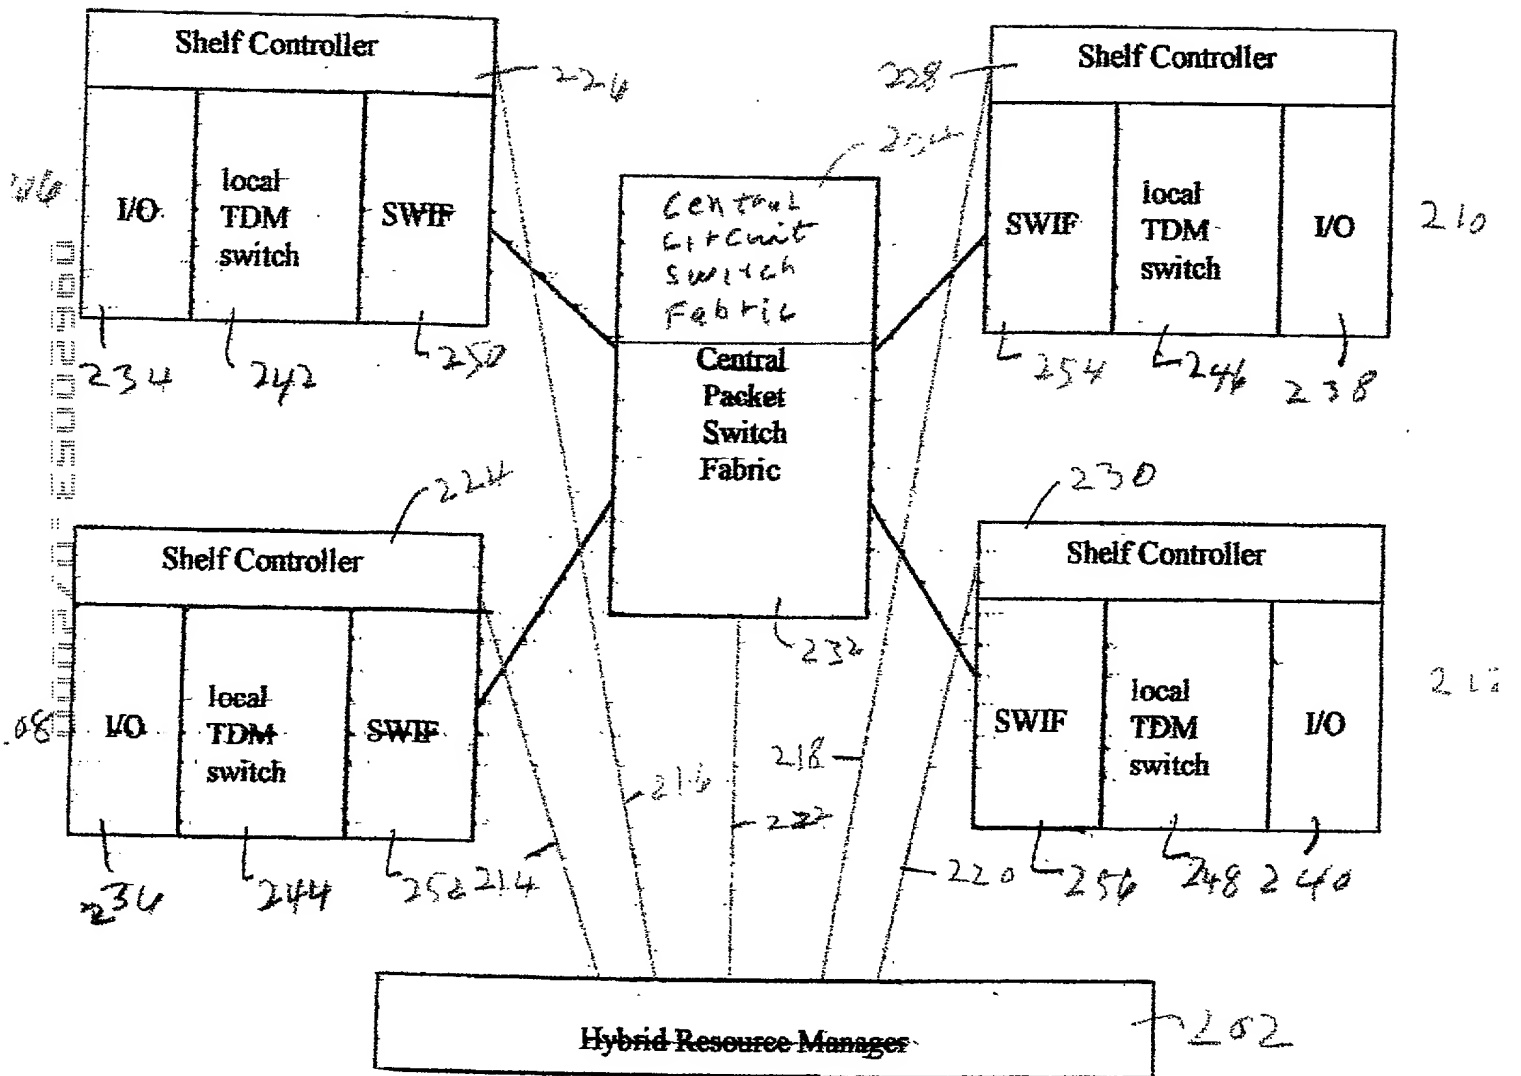 Shelf Controller
226
I/O
local
TDM
switch
SWIF
234
242
250
228
Shelf Controller
SWIF
local
TDM
switch
I/O
210
254
246
238
204
Central
Circuit
Switch
Fabric
Central
Packet
Switch
Fabric
232
224
Shelf Controller
I/O
local
TDM
switch
SWIF
236
244
252
230
Shelf Controller
SWIF
local
TDM
switch
I/O
256
248
240
214
216
222
218
220
Hybrid Resource Manager
202